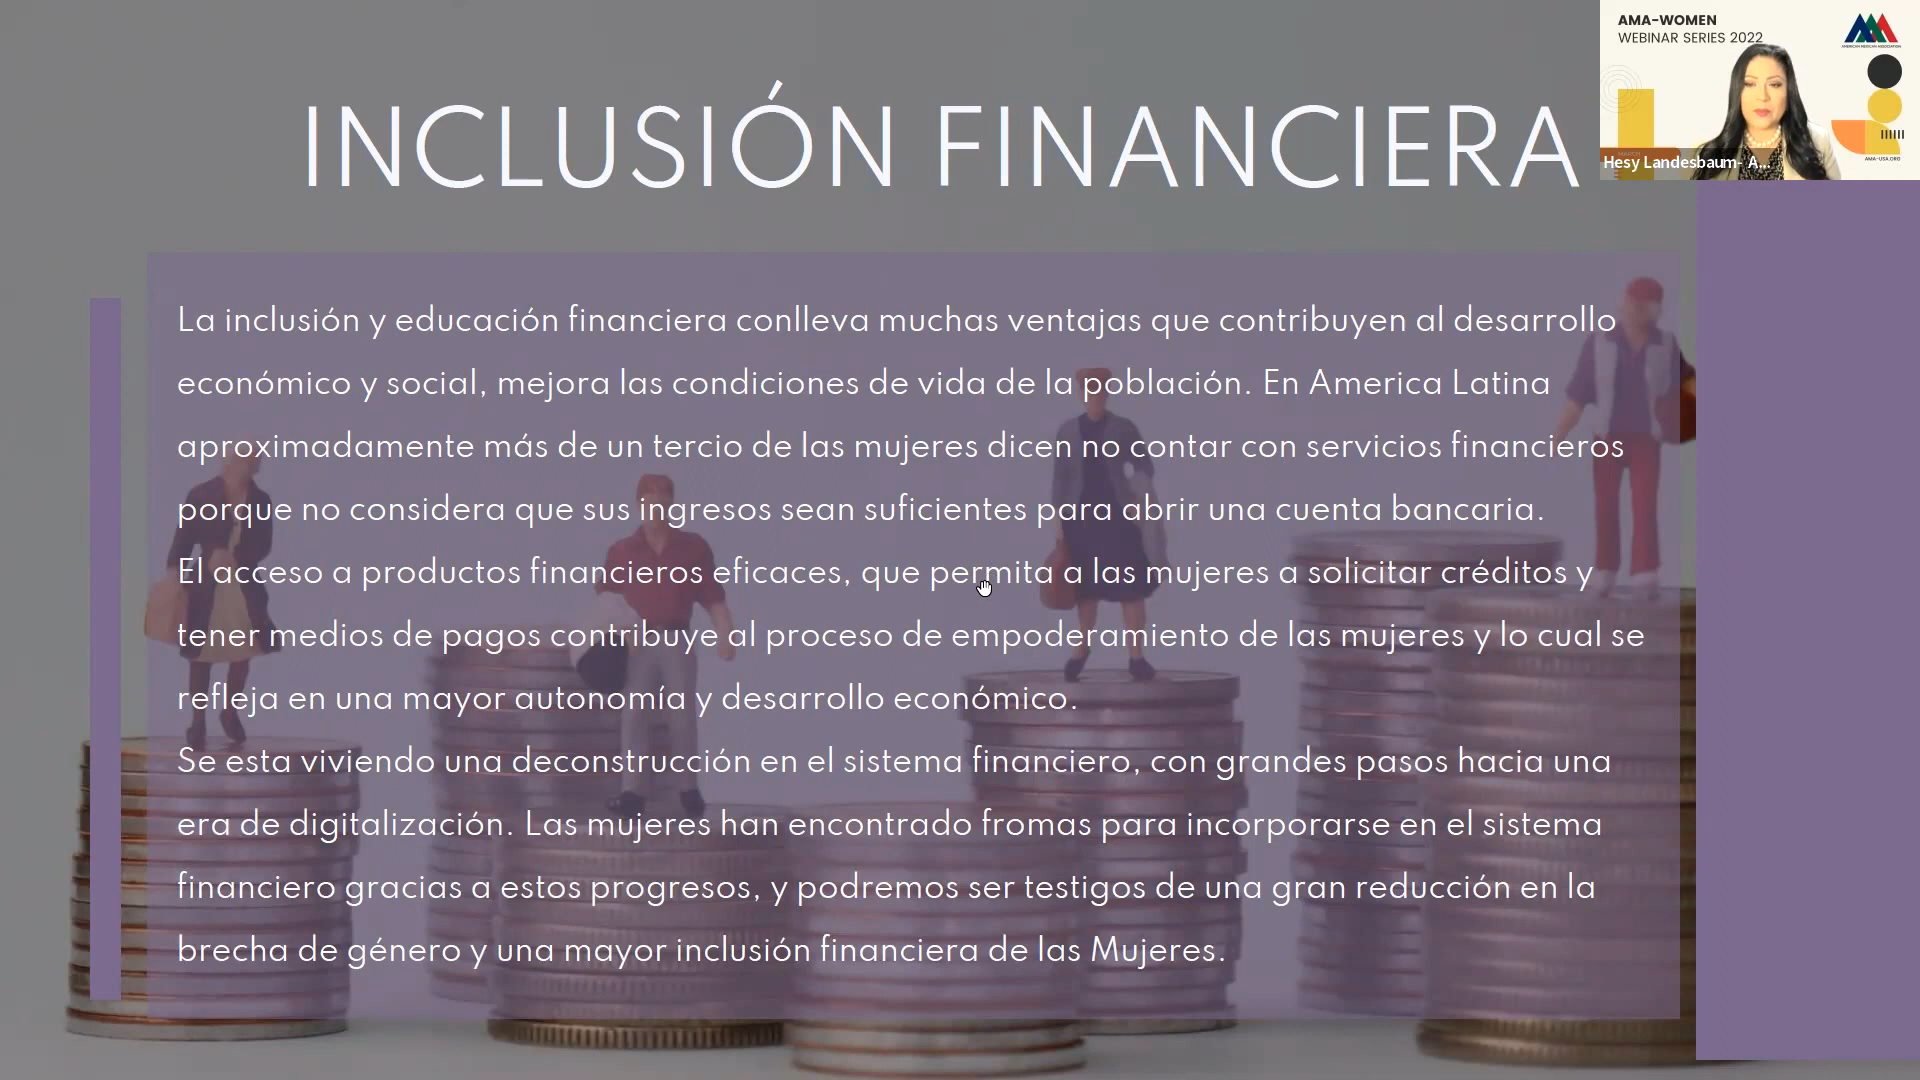 AMA-WOMEN
WEBINAR SERIES 2022
AMERICAN MEXICAN ASSOCIATION
AMA-USA.ORG
Hesy Landesbaum- A...
INCLUSIÓN FINANCIERA
La inclusión y educación financiera conlleva muchas ventajas que contribuyen al desarrollo
económico y social, mejora las condiciones de vida de la población. En America Latina
aproximadamente más de un tercio de las mujeres dicen no contar con servicios financieros
porque no considera que sus ingresos sean suficientes para abrir una cuenta bancaria.
El acceso a productos financieros eficaces, que permita a las mujeres a solicitar créditos y
tener medios de pagos contribuye al proceso de empoderamiento de las mujeres y lo cual se
refleja en una mayor autonomía y desarrollo económico.
Se esta viviendo una deconstrucción en el sistema financiero, con grandes pasos hacia una
era de digitalización. Las mujeres han encontrado fromas para incorporarse en el sistema
financiero gracias a estos progresos, y podremos ser testigos de una gran reducción en la
brecha de género y una mayor inclusión financiera de las Mujeres.